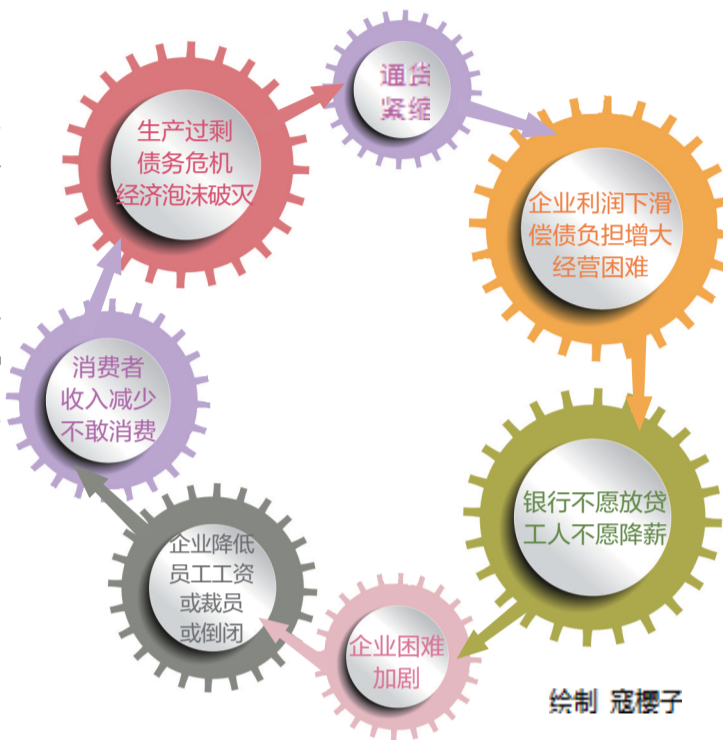 通货
紧缩
生产过剩
债务危机
经济泡沫破灭
企业利润下滑
偿债负担增大
经营困难
消费者
收入减少
不敢消费
银行不愿放贷
工人不愿降薪
企业降低
员工工资
或裁员
或倒闭
企业困难
加剧
绘制 寇樱子